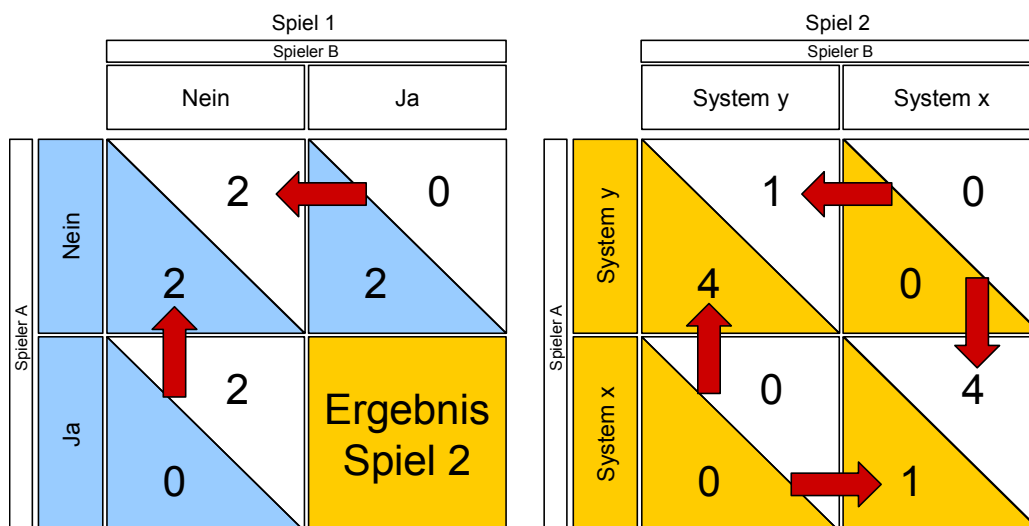 Spiel 1
Spieler B
Nein Ja
Spieler A
Nein
2 0
2 2
Ja
2
0
Ergebnis
Spiel 2
Spiel 2
Spieler B
System y System x
Spieler A
System y
1 0
4 0
System x
0 4
0 1